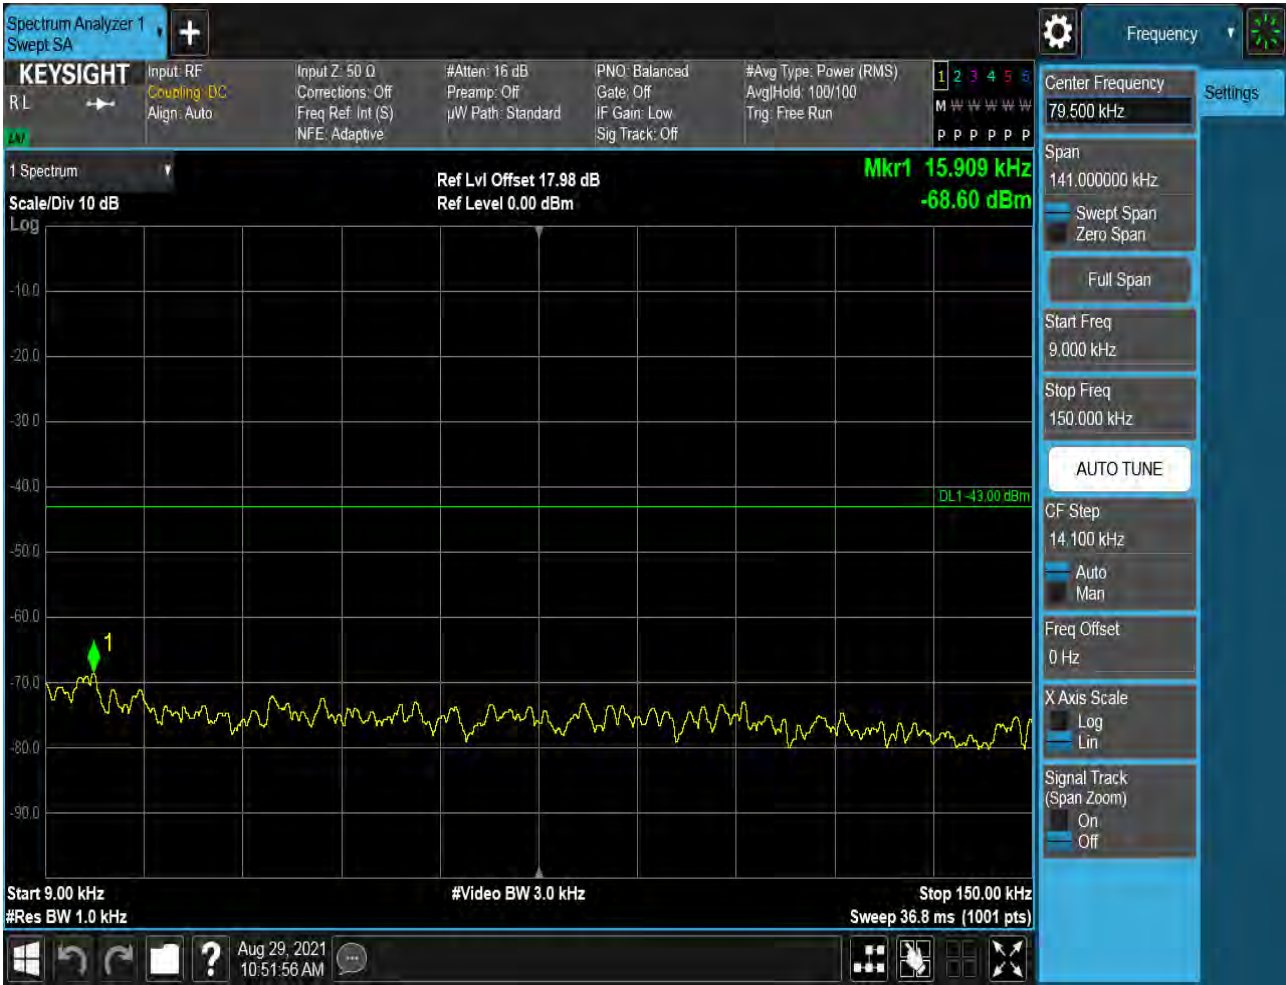 Spectrum Analyzer 1
Swept SA
Frequency
KEYSIGHT
R L
LXI
Input: RF
Coupling: DC
Align: Auto
Input Z: 50 Ω
Corrections: Off
Freq Ref: Int (S)
NFE: Adaptive
#Atten: 16 dB
Preamp: Off
µW Path: Standard
PNO: Balanced
Gate: Off
IF Gain: Low
Sig Track: Off
#Avg Type: Power (RMS)
Avg|Hold: 100/100
Trig: Free Run
1 2 3 4 5 6
M W W W W W
P P P P P P
1 Spectrum
Scale/Div 10 dB
Log
Ref Lvl Offset 17.98 dB
Ref Level 0.00 dBm
Mkr1 15.909 kHz
-68.60 dBm
-10.0
-20.0
-30.0
-40.0
DL1 -43.00 dBm
-50.0
-60.0
1
-70.0
-80.0
-90.0
Start 9.00 kHz
#Video BW 3.0 kHz
Stop 150.00 kHz
#Res BW 1.0 kHz
Sweep 36.8 ms (1001 pts)
?
Aug 29, 2021
10:51:56 AM
Center Frequency
79.500 kHz
Settings
Span
141.000000 kHz
Swept Span
Zero Span
Full Span
Start Freq
9.000 kHz
Stop Freq
150.000 kHz
AUTO TUNE
CF Step
14.100 kHz
Auto
Man
Freq Offset
0 Hz
X Axis Scale
Log
Lin
Signal Track
(Span Zoom)
On
Off